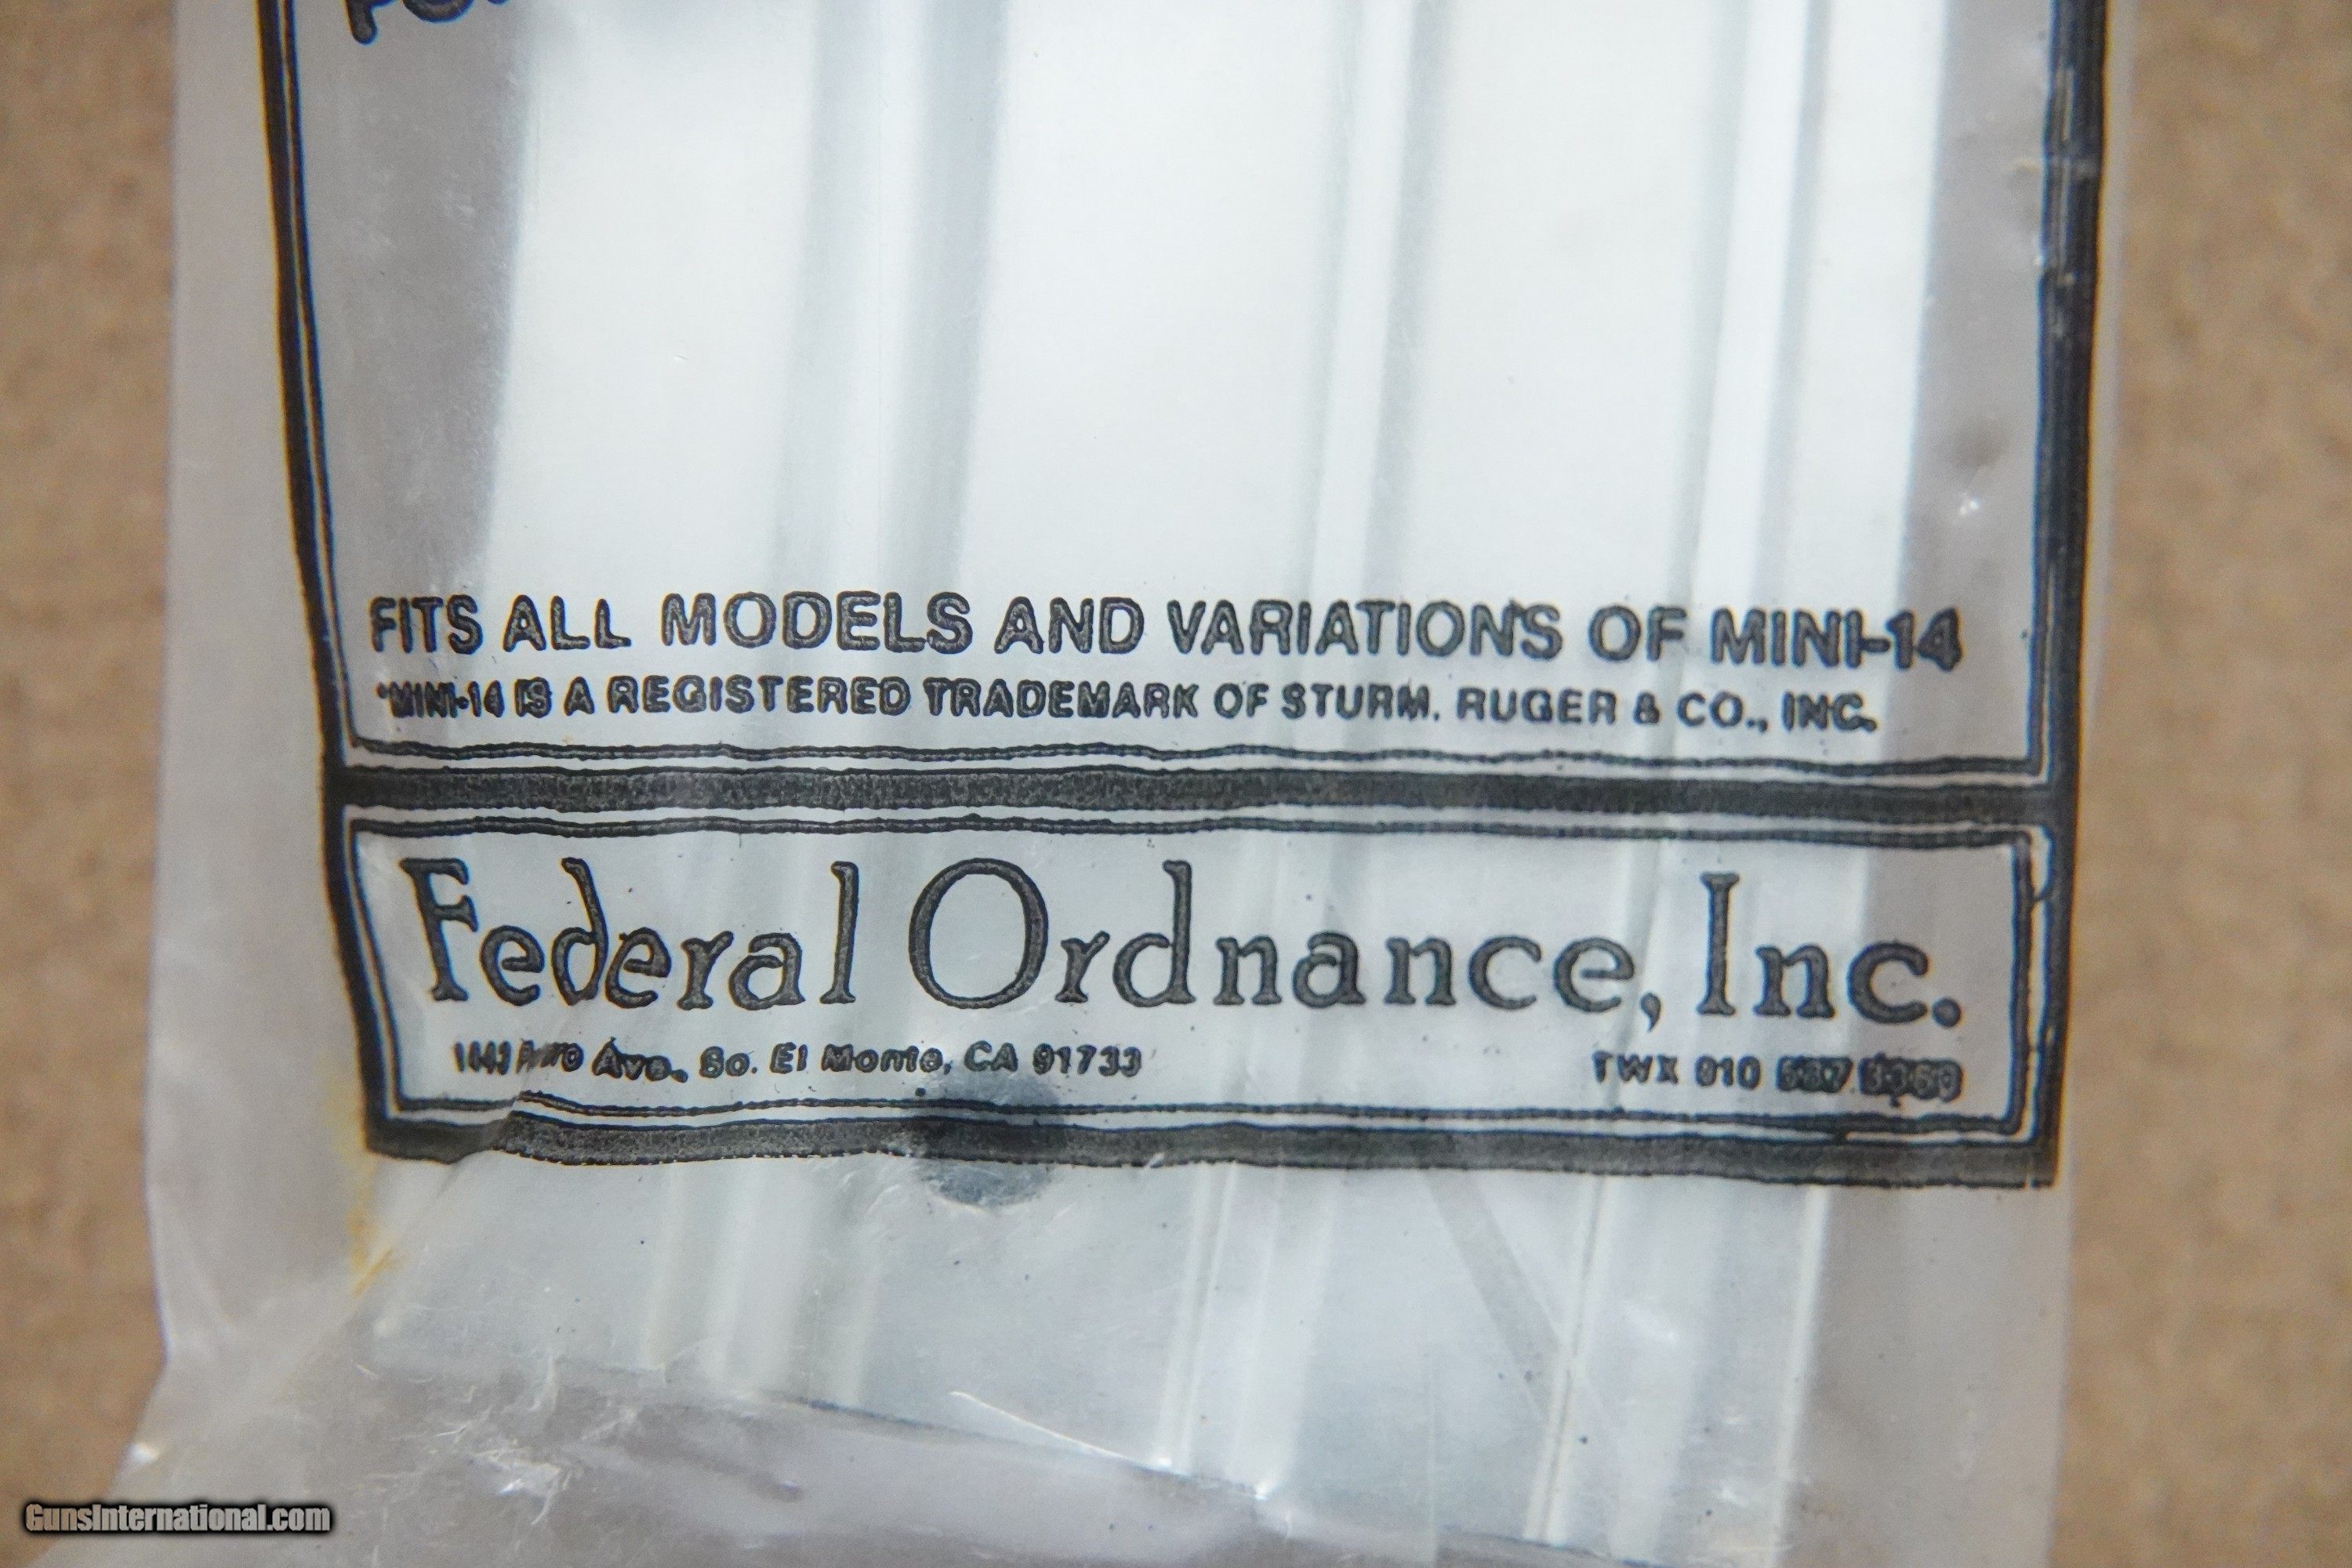 FITS ALL MODELS AND VARIATIONS OF MINI-14
*MINI-14 IS A REGISTERED TRADEMARK OF STURM, RUGER & CO., INC.
Federal Ordnance, Inc.
Ave. So. El Monte, CA 91733
TWX 910
GunsInternational.com